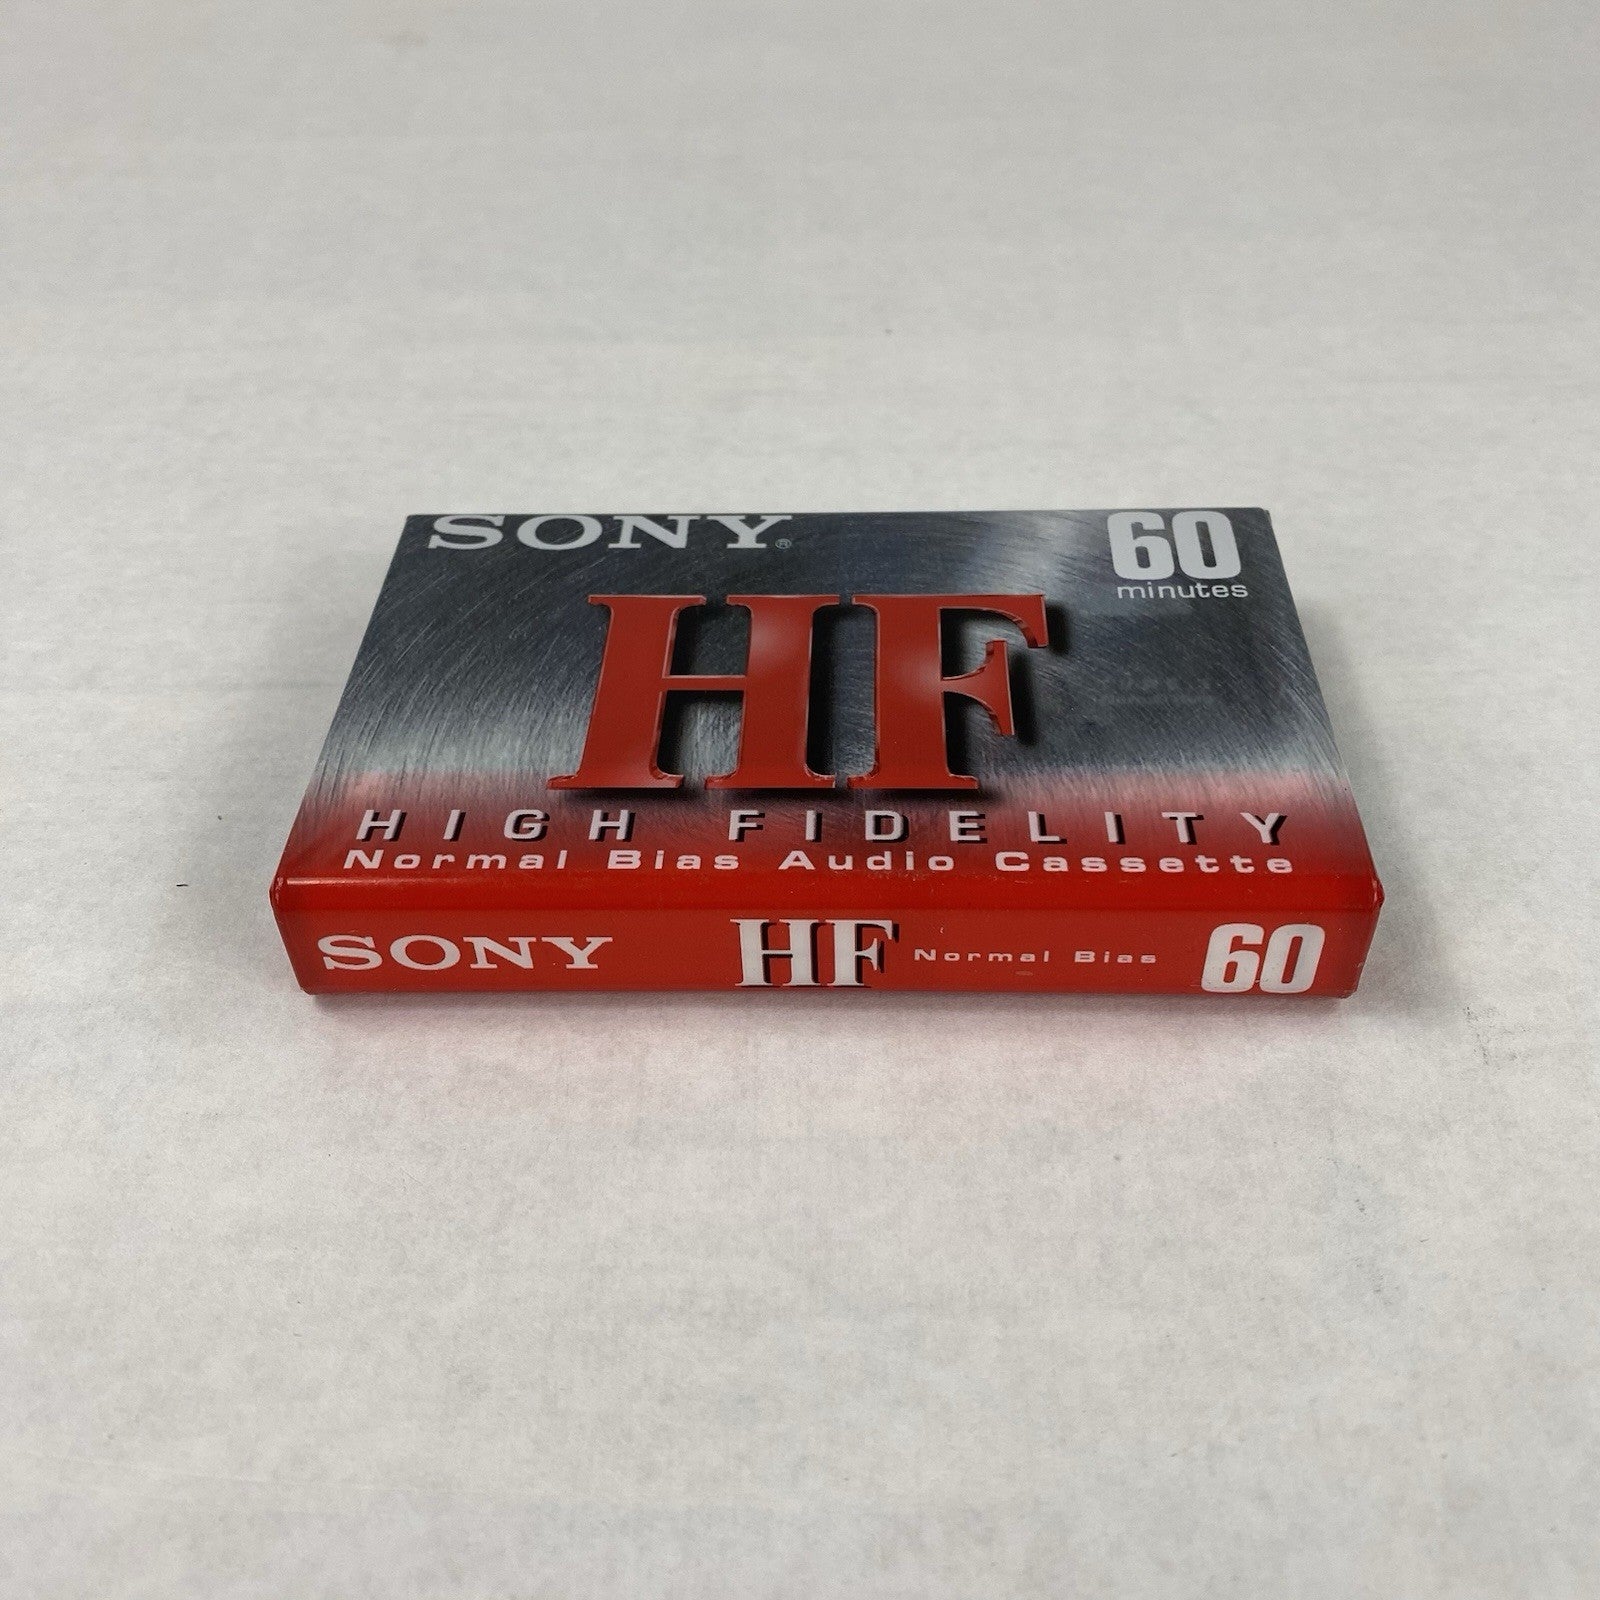 SONY® 60
minutes
HF
HIGH FIDELITY
Normal Bias Audio Cassette
SONY HF Normal Bias 60